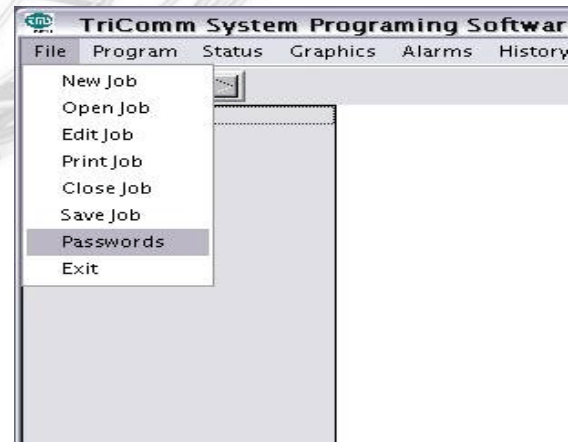 TriComm System Programing Softwar
File Program Status Graphics Alarms History
New Job
Open Job
Edit Job
Print Job
Close Job
Save Job
Passwords
Exit